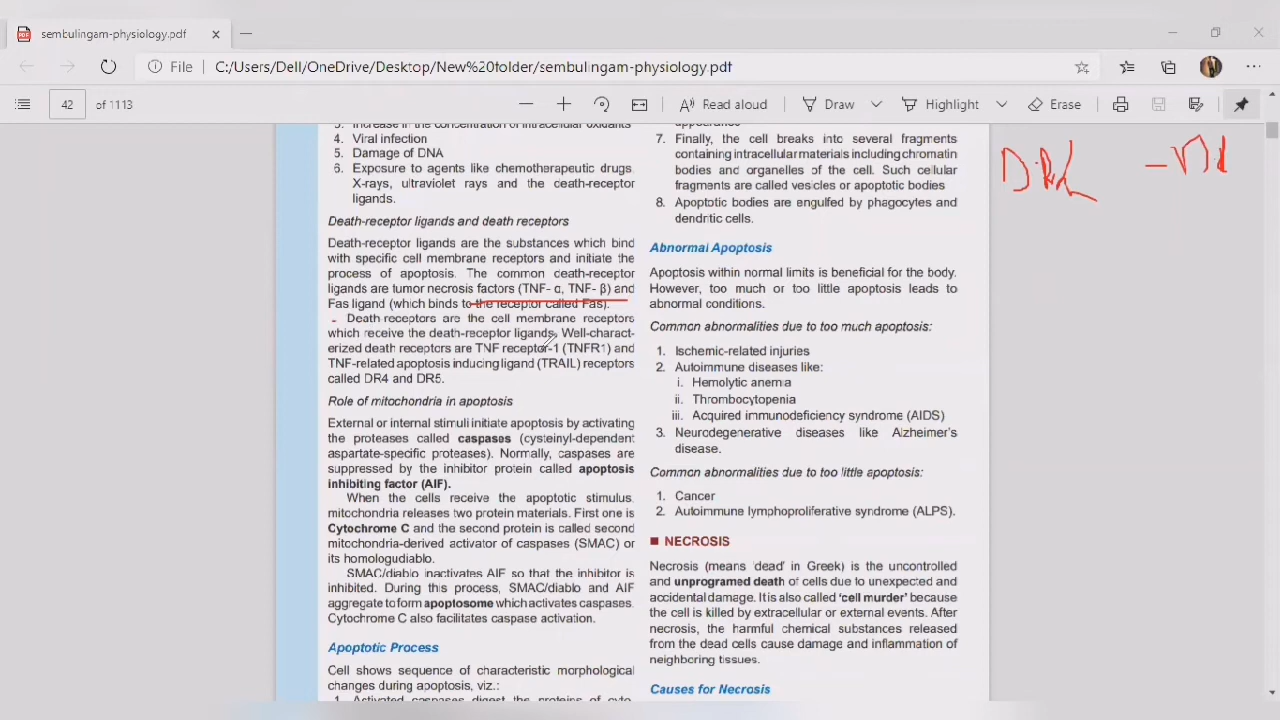 sembulingam-physiology.pdf
File C:/Users/Dell/OneDrive/Desktop/New%20folder/sembulingam-physiology.pdf
42 of 1113 Read aloud Draw Highlight Erase
3. Increase in the concentration of intracellular oxidants
4. Viral infection
5. Damage of DNA
6. Exposure to agents like chemotherapeutic drugs,
X-rays, ultraviolet rays and the death-receptor
ligands.
Death-receptor ligands and death receptors
Death-receptor ligands are the substances which bind
with specific cell membrane receptors and initiate the
process of apoptosis. The common death-receptor
ligands are tumor necrosis factors (TNF- α, TNF- β) and
Fas ligand (which binds to the receptor called Fas).
Death-receptors are the cell membrane receptors
which receive the death-receptor ligands. Well-charact-
erized death receptors are TNF receptor-1 (TNFR1) and
TNF-related apoptosis inducing ligand (TRAIL) receptors
called DR4 and DR5.
Role of mitochondria in apoptosis
External or internal stimuli initiate apoptosis by activating
the proteases called caspases (cysteinyl-dependent
aspartate-specific proteases). Normally, caspases are
suppressed by the inhibitor protein called apoptosis
inhibiting factor (AIF).
When the cells receive the apoptotic stimulus,
mitochondria releases two protein materials. First one is
Cytochrome C and the second protein is called second
mitochondria-derived activator of caspases (SMAC) or
its homologudiablo.
SMAC/diablo inactivates AIF so that the inhibitor is
inhibited. During this process, SMAC/diablo and AIF
aggregate to form apoptosome which activates caspases.
Cytochrome C also facilitates caspase activation.
Apoptotic Process
Cell shows sequence of characteristic morphological
changes during apoptosis, viz.:
1. Activated caspases digest the proteins of cyto-
appearance
7. Finally, the cell breaks into several fragments
containing intracellular materials including chromatin
bodies and organelles of the cell. Such cellular
fragments are called vesicles or apoptotic bodies
8. Apoptotic bodies are engulfed by phagocytes and
dendritic cells.
Abnormal Apoptosis
Apoptosis within normal limits is beneficial for the body.
However, too much or too little apoptosis leads to
abnormal conditions.
Common abnormalities due to too much apoptosis:
1. Ischemic-related injuries
2. Autoimmune diseases like:
i. Hemolytic anemia
ii. Thrombocytopenia
iii. Acquired immunodeficiency syndrome (AIDS)
3. Neurodegenerative diseases like Alzheimer's
disease.
Common abnormalities due to too little apoptosis:
1. Cancer
2. Autoimmune lymphoproliferative syndrome (ALPS).
NECROSIS
Necrosis (means 'dead' in Greek) is the uncontrolled
and unprogramed death of cells due to unexpected and
accidental damage. It is also called 'cell murder' because
the cell is killed by extracellular or external events. After
necrosis, the harmful chemical substances released
from the dead cells cause damage and inflammation of
neighboring tissues.
Causes for Necrosis